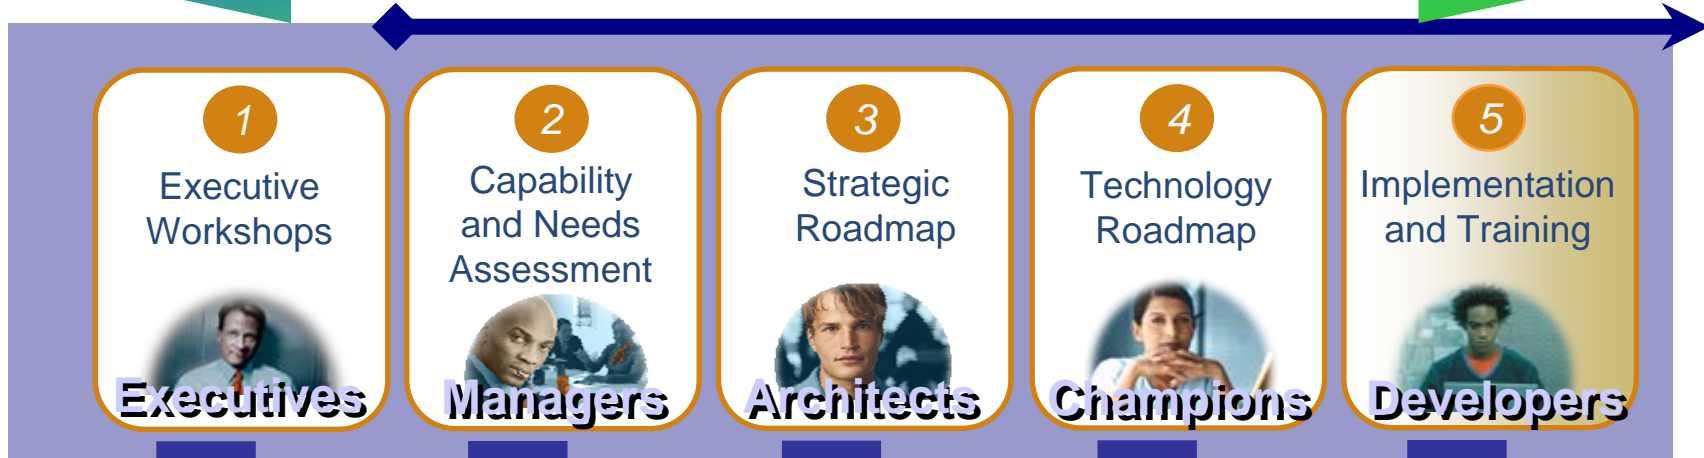 1
Executive
Workshops
Executives
2
Capability
and Needs
Assessment
Managers
3
Strategic
Roadmap
Architects
4
Technology
Roadmap
Champions
5
Implementation
and Training
Developers